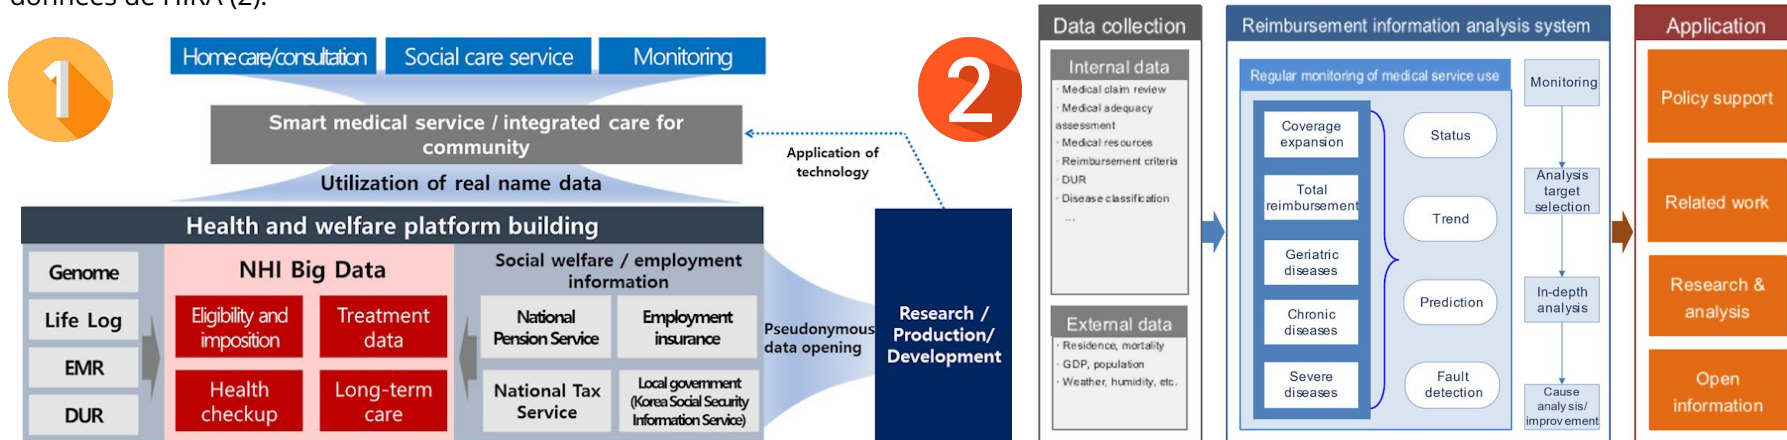 données de HIRA (2).
1
Home care/consultation
Social care service
Monitoring
Smart medical service / integrated care for
community
Application of
technology
Utilization of real name data
Health and welfare platform building
Genome
Life Log
EMR
DUR
NHI Big Data
Eligibility and
imposition
Treatment
data
Health
checkup
Long-term
care
Social welfare / employment
information
National
Pension Service
Employment
insurance
National Tax
Service
Local government
(Korea Social Security
Information Service)
Pseudonymous
data opening
Research /
Production/
Development
2
Data collection
Internal data
· Medical claim review
· Medical adequacy
assessment
· Medical resources
· Reimbursement criteria
· DUR
· Disease classification
...
External data
· Residence, mortality
· GDP, population
· Weather, humidity, etc.
Reimbursement information analysis system
Regular monitoring of medical service use
Coverage
expansion
Total
reimbursement
Geriatric
diseases
Chronic
diseases
Severe
diseases
Status
Trend
Prediction
Fault
detection
Monitoring
Analysis
target
selection
In-depth
analysis
Cause
analysis/
improvement
Application
Policy support
Related work
Research &
analysis
Open
information